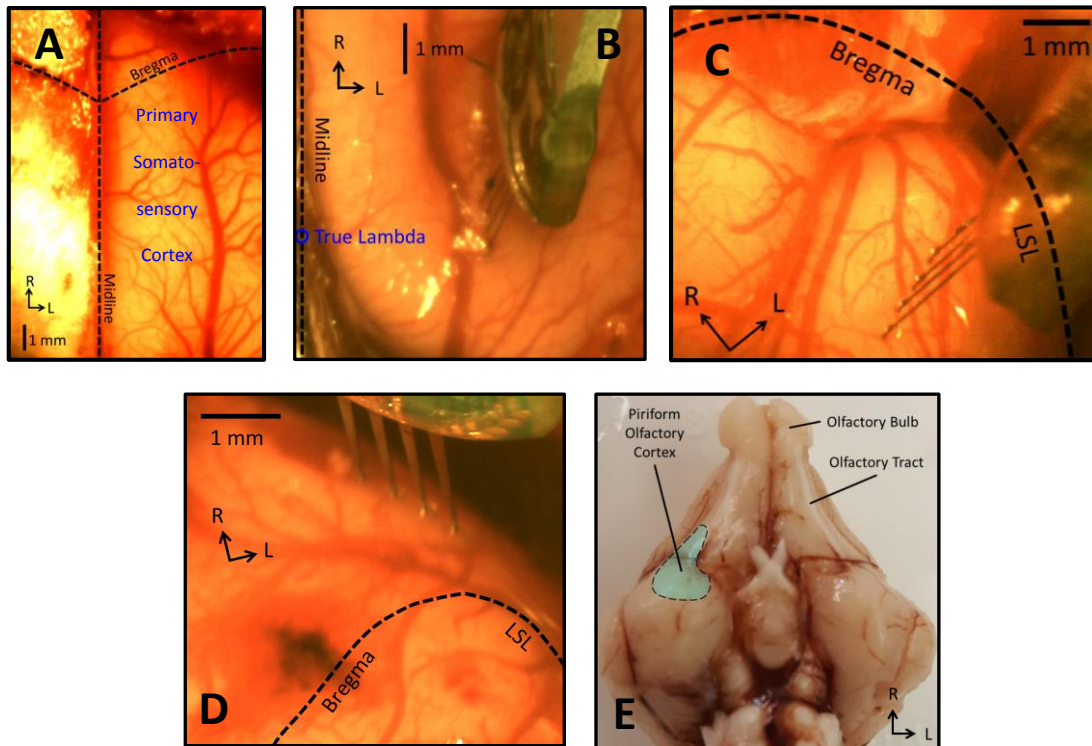 A
Bregma
Primary
Somato-
sensory
Cortex
Midline
R
L
1 mm
B
R
L
1 mm
Midline
True Lambda
C
Bregma
1 mm
LSL
R
L
1 mm
R
L
Bregma
LSL
D
Piriform
Olfactory
Cortex
Olfactory Bulb
Olfactory Tract
E
R
L